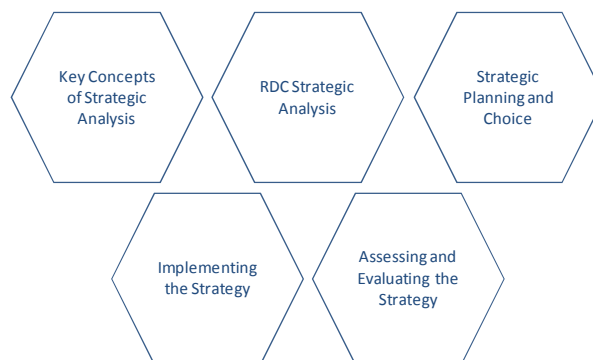 Key Concepts
of Strategic
Analysis
RDC Strategic
Analysis
Strategic
Planning and
Choice
Implementing
the Strategy
Assessing and
Evaluating the
Strategy